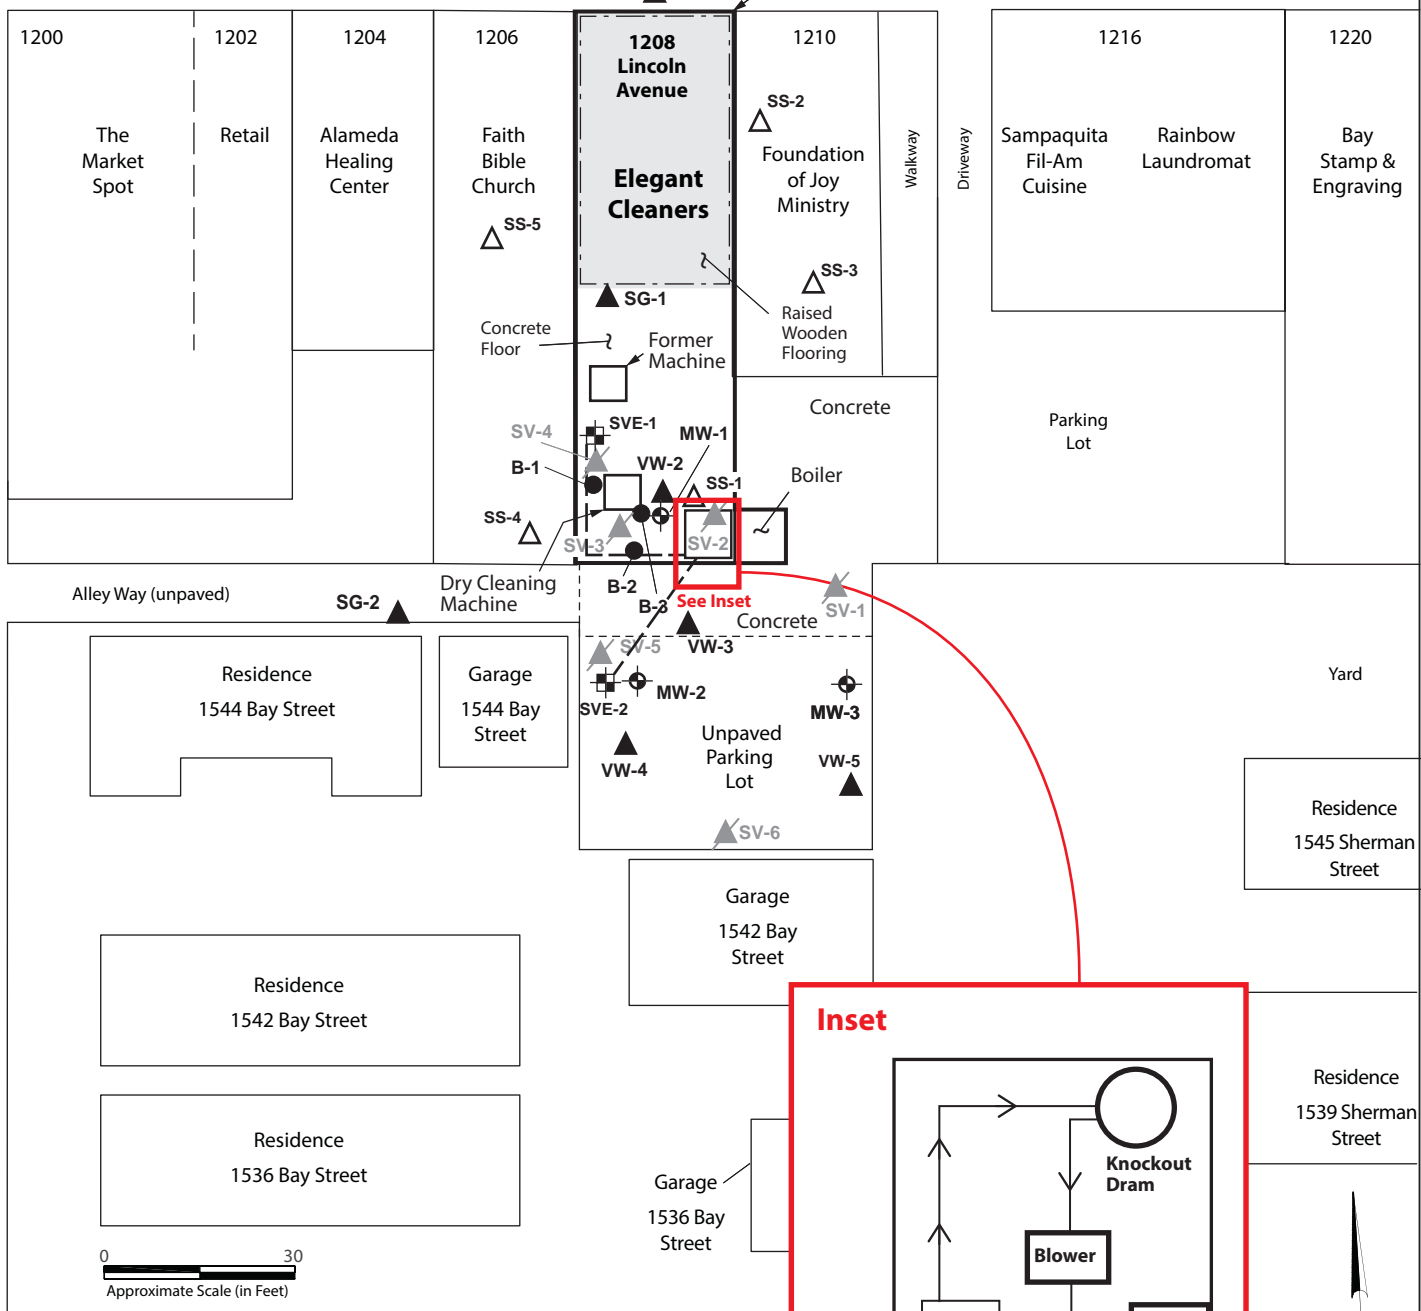 1200
1202
1204
1206
1208
Lincoln
Avenue
1210
1216
1220
The
Market
Spot
Retail
Alameda
Healing
Center
Faith
Bible
Church
SS-5
Elegant
Cleaners
SS-2
Foundation
of Joy
Ministry
SS-3
Walkway
Driveway
Sampaquita
Fil-Am
Cuisine
Rainbow
Laundromat
Bay
Stamp &
Engraving
SG-1
Raised
Wooden
Flooring
Concrete
Floor
Former
Machine
Concrete
Parking
Lot
SVE-1
SV-4
MW-1
B-1
VW-2
SS-1
Boiler
SS-4
SV-3
SV-2
Dry Cleaning
Machine
B-2
B-3
See Inset
SV-1
Alley Way (unpaved)
SG-2
Concrete
VW-3
SV-5
SVE-2
MW-2
MW-3
Residence
1544 Bay Street
Garage
1544 Bay
Street
Yard
VW-4
Unpaved
Parking
Lot
VW-5
SV-6
Residence
1545 Sherman
Street
Garage
1542 Bay
Street
Residence
1542 Bay Street
Inset
Residence
1539 Sherman
Street
Residence
1536 Bay Street
Garage
1536 Bay
Street
Knockout
Dram
Blower
0 30
Approximate Scale (in Feet)